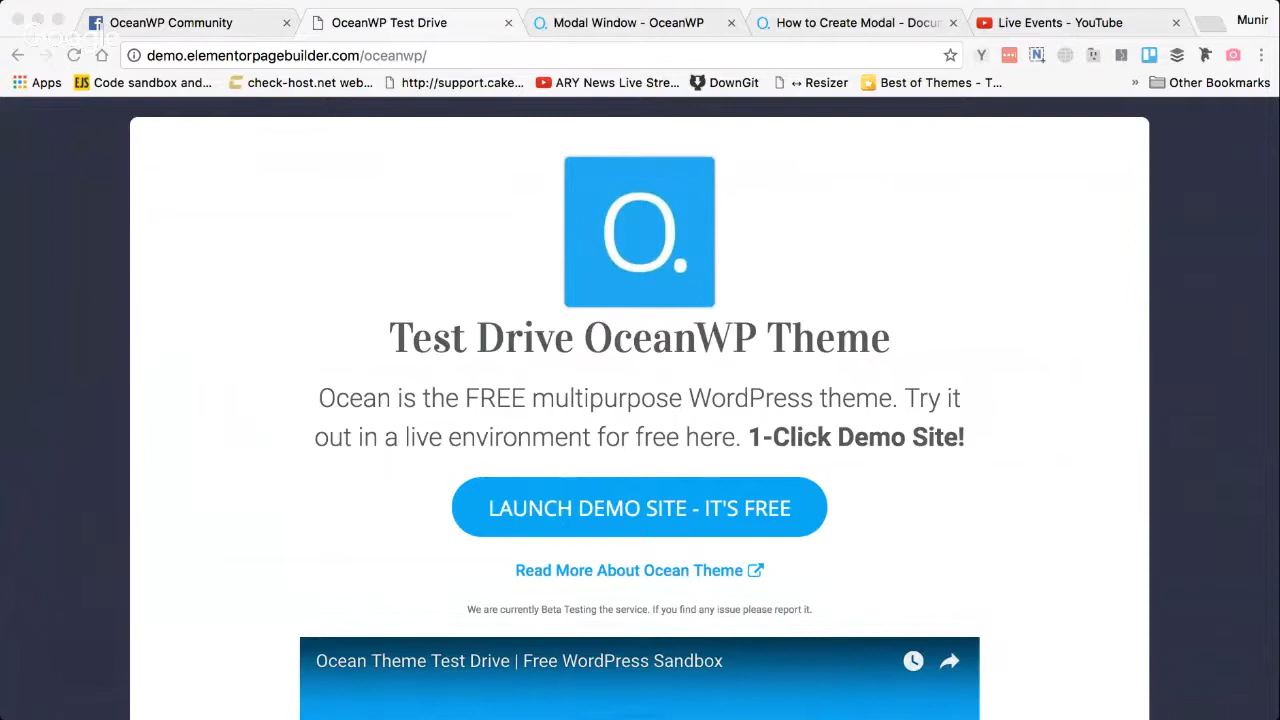 OceanWP Community
OceanWP Test Drive
Modal Window - OceanWP
How to Create Modal - Docum
Live Events - YouTube
Munir
Google
demo.elementorpagebuilder.com/oceanwp/
Apps
EJS Code sandbox and...
check-host.net web...
http://support.cake...
ARY News Live Stre...
DownGit
↔ Resizer
Best of Themes - T...
» Other Bookmarks
O.
Test Drive OceanWP Theme
Ocean is the FREE multipurpose WordPress theme. Try it
out in a live environment for free here. 1-Click Demo Site!
LAUNCH DEMO SITE - IT'S FREE
Read More About Ocean Theme
We are currently Beta Testing the service. If you find any issue please report it.
Ocean Theme Test Drive | Free WordPress Sandbox